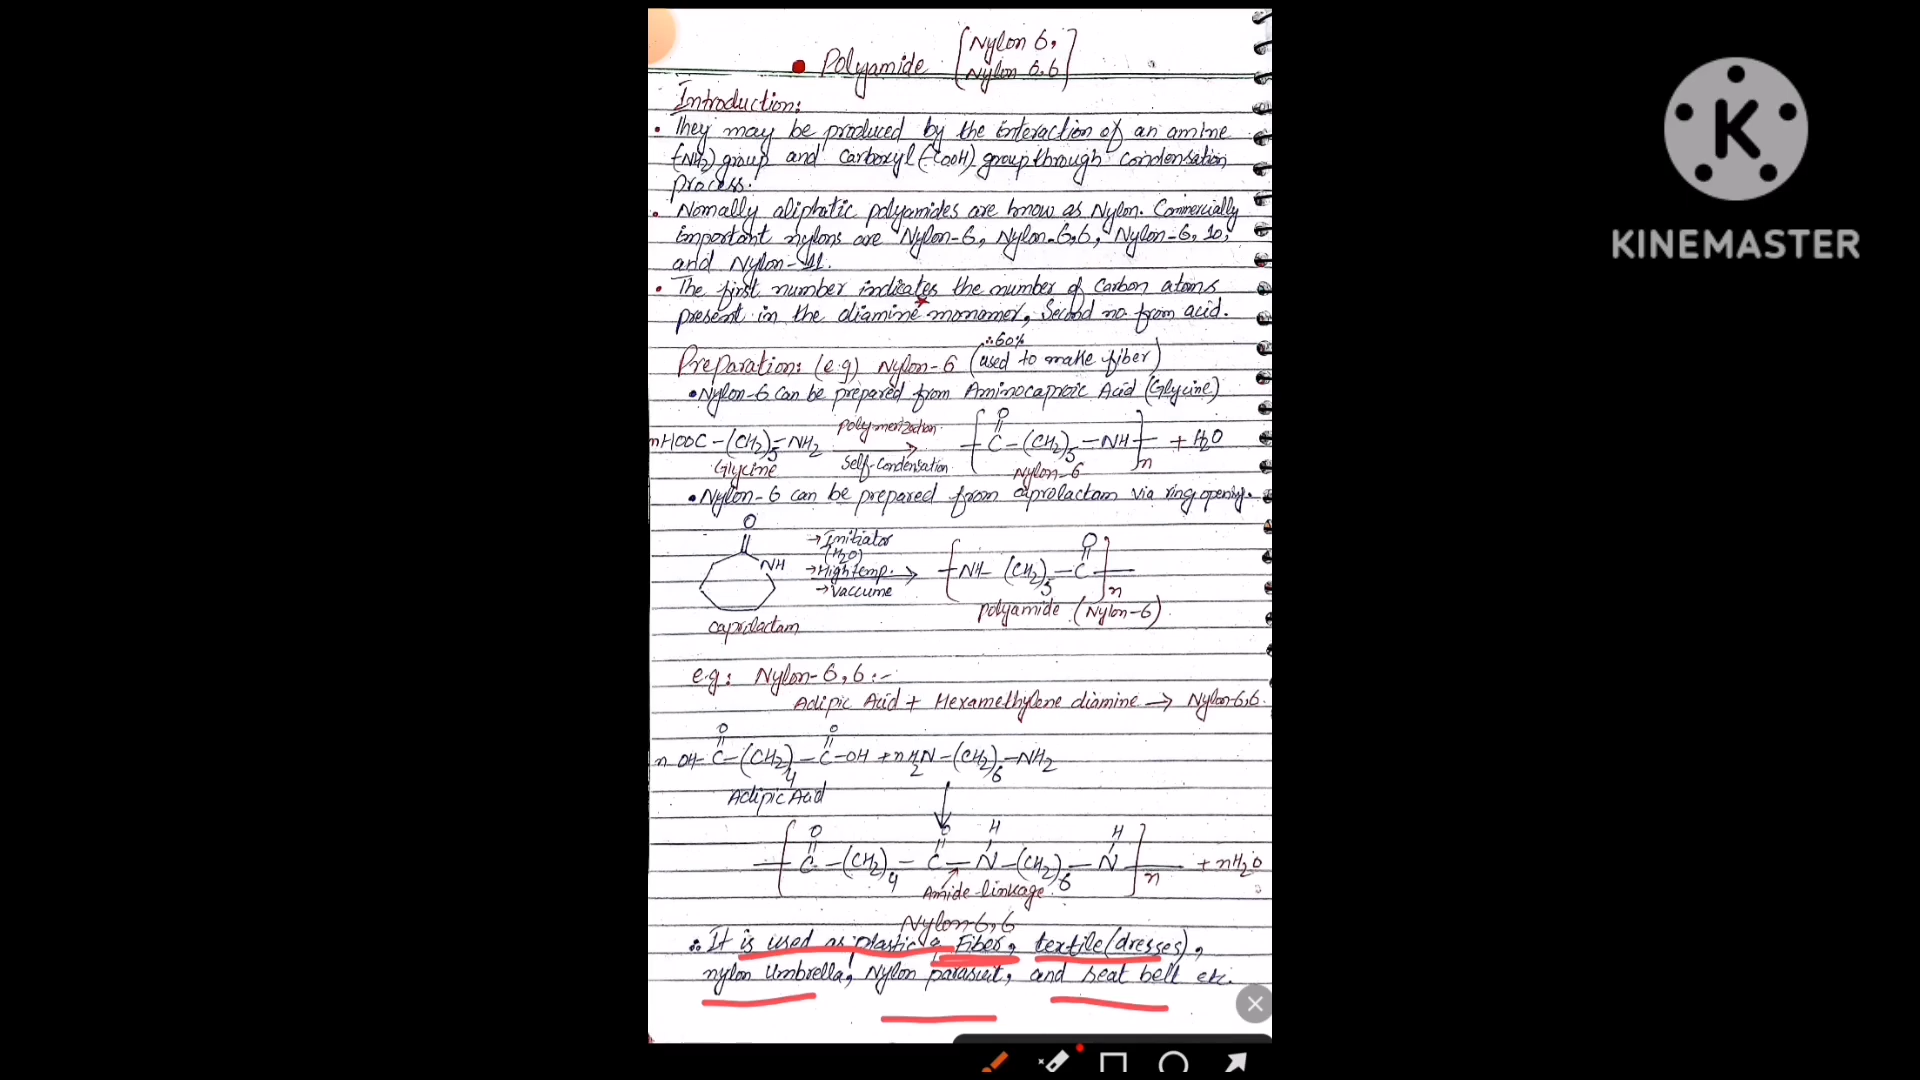 Polyamide [Nylon 6,
Nylon 6.6]
Introduction:
• They may be produced by the interaction of an amine
(-NH2) group and Carboxyl (-COOH) group through Condensation
process.
• Nomally aliphatic polyamides are know as Nylon. Commercially
important nylons are Nylon-6, Nylon-6,6, Nylon-6,10,
and Nylon-11.
• The first number indicates the number of Carbon atoms
present in the diamine monomer, Second no. from acid.
∴60%
Preparation: (e.g) Nylon-6 (used to make fiber)
• Nylon-6 can be prepared from Aminocaproic Acid (Glycine)
nHOOC-(CH2)5-NH2 polymerization Self-Condensation [C(=O)-(CH2)5-NH]n + H2O
Glycine Nylon-6
• Nylon-6 can be prepared from caprolactam via ring opening.
O
NH
→ Initiator
(H2O)
→ High temp.
→ Vaccume
[NH-(CH2)5-C(=O)]n
caprolactam
polyamide (Nylon-6)
e.g: Nylon-6,6:-
Adipic Acid + Hexamethylene diamine → Nylon6,6.
n OH-C(=O)-(CH2)4-C(=O)-OH + n H2N-(CH2)6-NH2
Adipic Acid
[C(=O)-(CH2)4-C(=O)-N(H)-(CH2)6-N(H)]n + nH2O
Amide-linkage
Nylon-6,6
∴ It is used as plastic & Fiber, textile (dresses),
nylon umbrella, Nylon parasut, and seat belt etc.
K
KINEMASTER